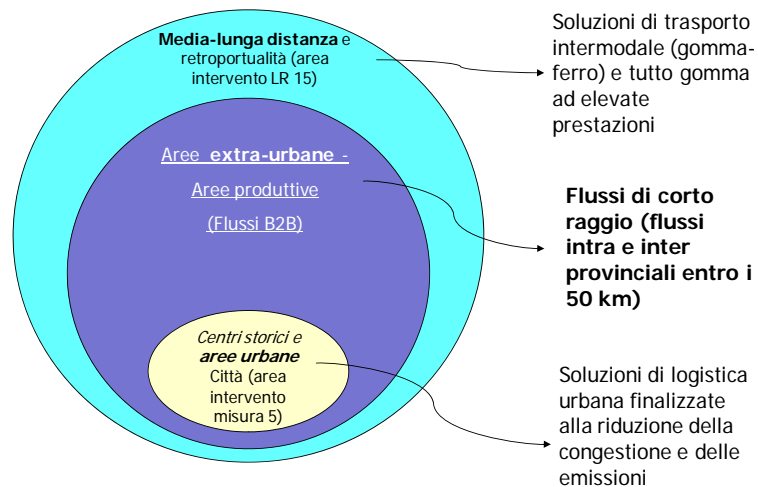 Media-lunga distanza e
retroportualità (area
intervento LR 15)
Soluzioni di trasporto
intermodale (gomma-
ferro) e tutto gomma
ad elevate
prestazioni
Aree extra-urbane -
Aree produttive
(Flussi B2B)
Flussi di corto
raggio (flussi
intra e inter
provinciali entro i
50 km)
Centri storici e
aree urbane
Città (area
intervento
misura 5)
Soluzioni di logistica
urbana finalizzate
alla riduzione della
congestione e delle
emissioni